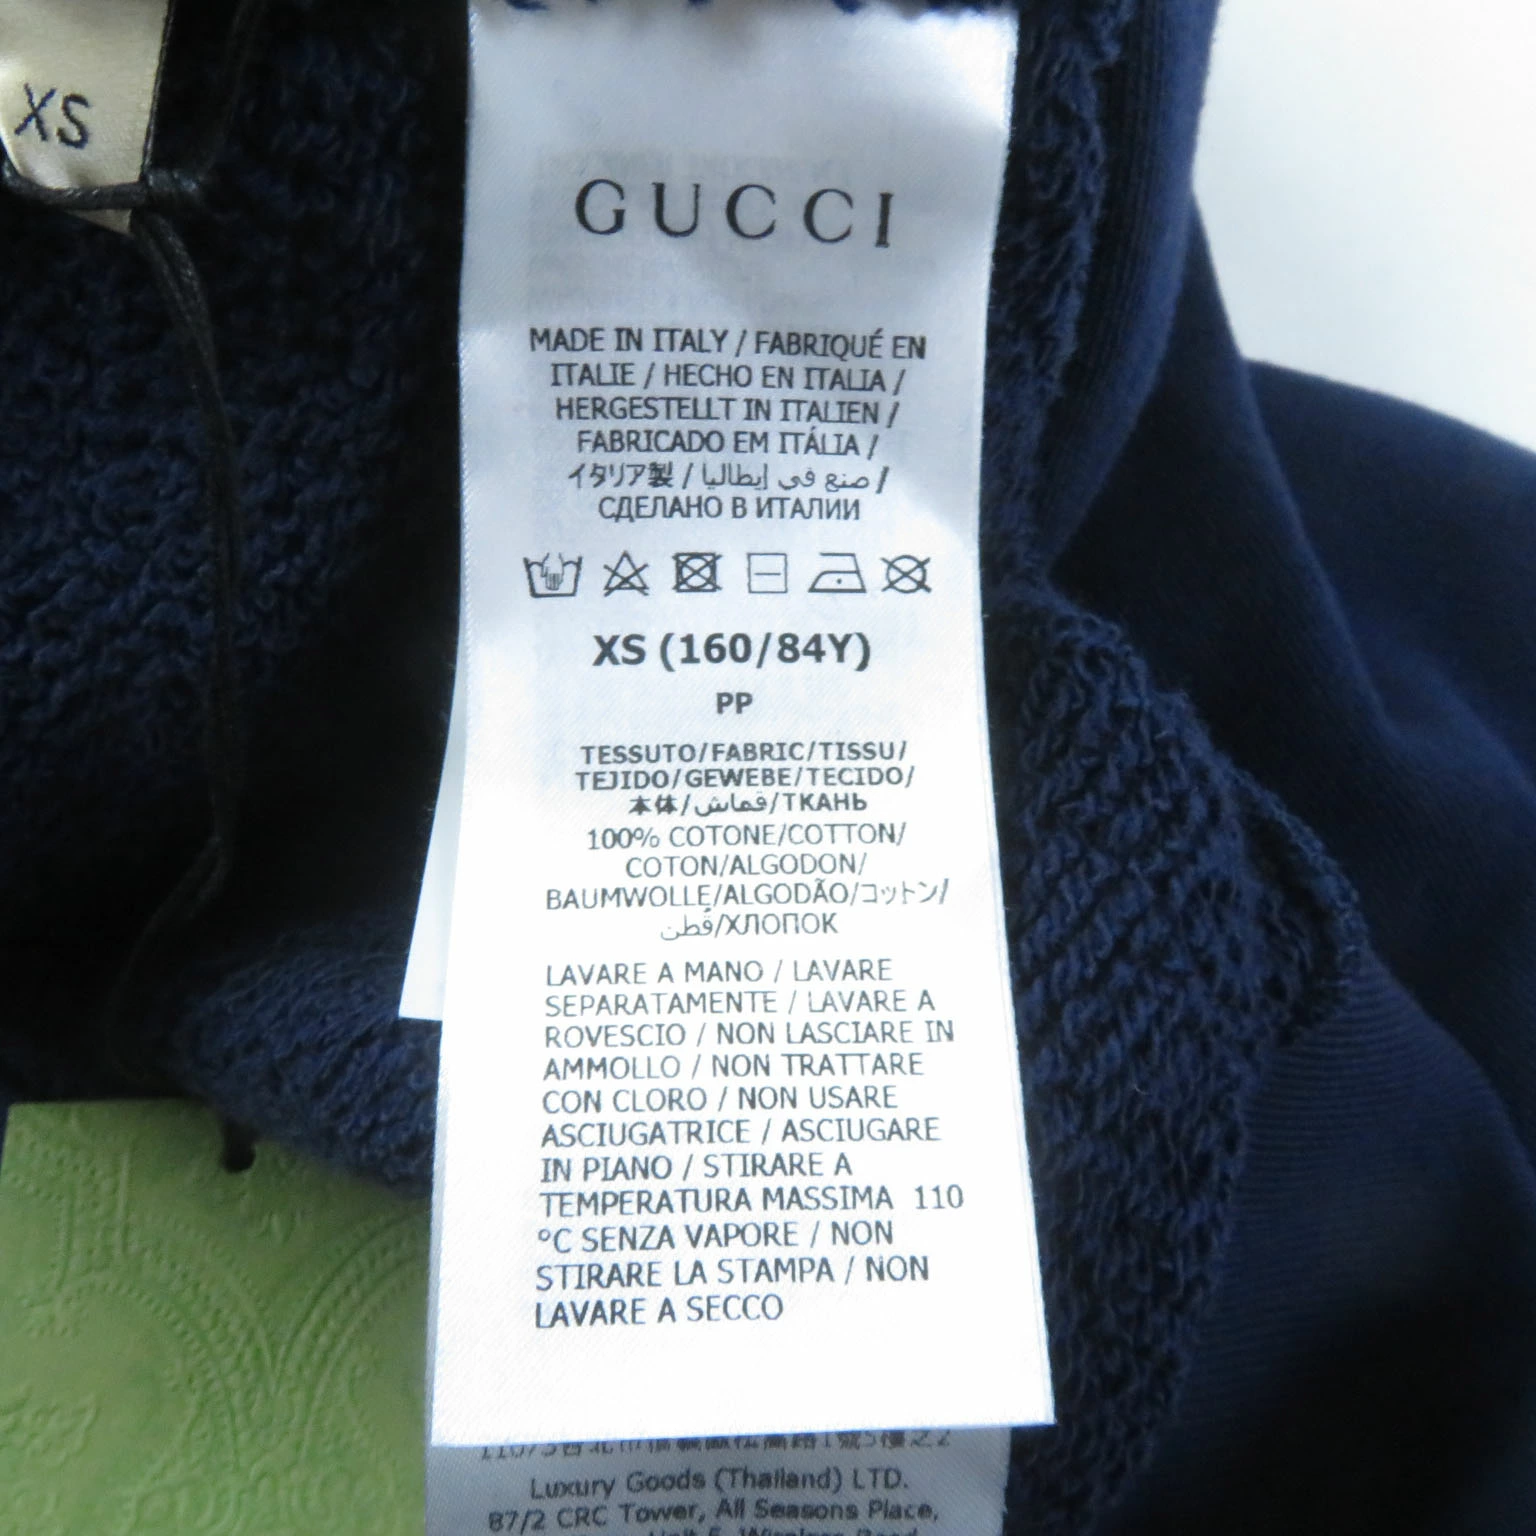 XS
GUCCI
MADE IN ITALY / FABRIQUÉ EN
ITALIE / HECHO EN ITALIA /
HERGESTELLT IN ITALIEN /
FABRICADO EM ITÁLIA /
イタリア製 / صنع في إيطاليا /
СДЕЛАНО В ИТАЛИИ
XS (160/84Y)
PP
TESSUTO/FABRIC/TISSU/
TEJIDO/GEWEBE/TECIDO/
本体/قماش/ТКАНЬ
100% COTONE/COTTON/
COTON/ALGODON/
BAUMWOLLE/ALGODÃO/コットン/
قُطن/ХЛОПОК
LAVARE A MANO / LAVARE
SEPARATAMENTE / LAVARE A
ROVESCIO / NON LASCIARE IN
AMMOLLO / NON TRATTARE
CON CLORO / NON USARE
ASCIUGATRICE / ASCIUGARE
IN PIANO / STIRARE A
TEMPERATURA MASSIMA 110
°C SENZA VAPORE / NON
STIRARE LA STAMPA / NON
LAVARE A SECCO
Luxury Goods (Thailand) LTD.
87/2 CRC Tower, All Seasons Place,